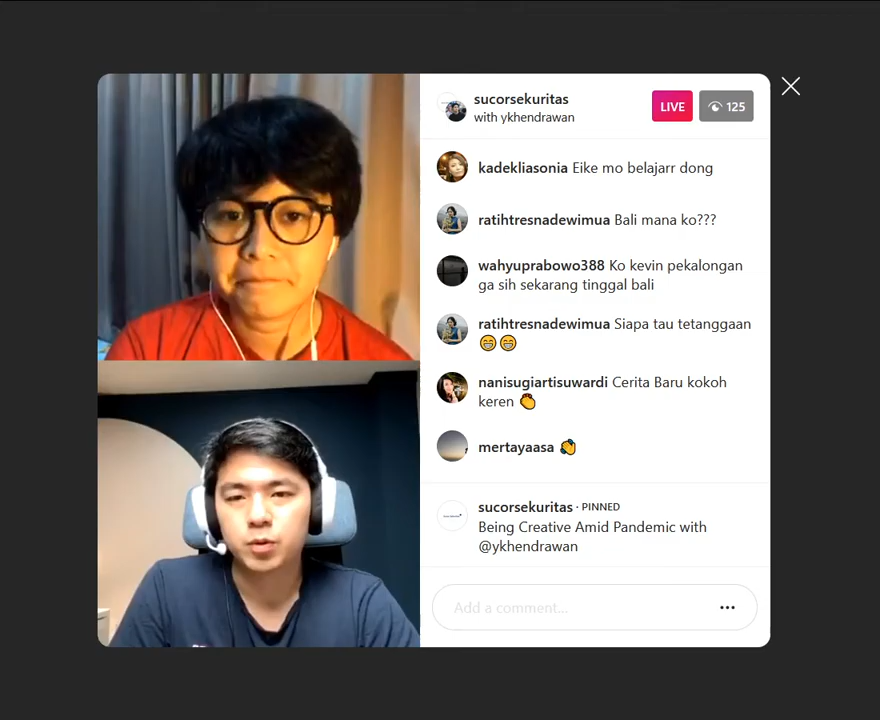 sucorsekuritas
with ykhendrawan
LIVE
125
kadekliasonia Eike mo belajarr dong
ratihtresnadewimua Bali mana ko???
wahyuprabowo388 Ko kevin pekalongan
ga sih sekarang tinggal bali
ratihtresnadewimua Siapa tau tetanggaan
😁😁
nanisugiartisuwardi Cerita Baru kokoh
keren 👏
mertayaasa 👏
sucorsekuritas · PINNED
Being Creative Amid Pandemic with
@ykhendrawan
Add a comment...